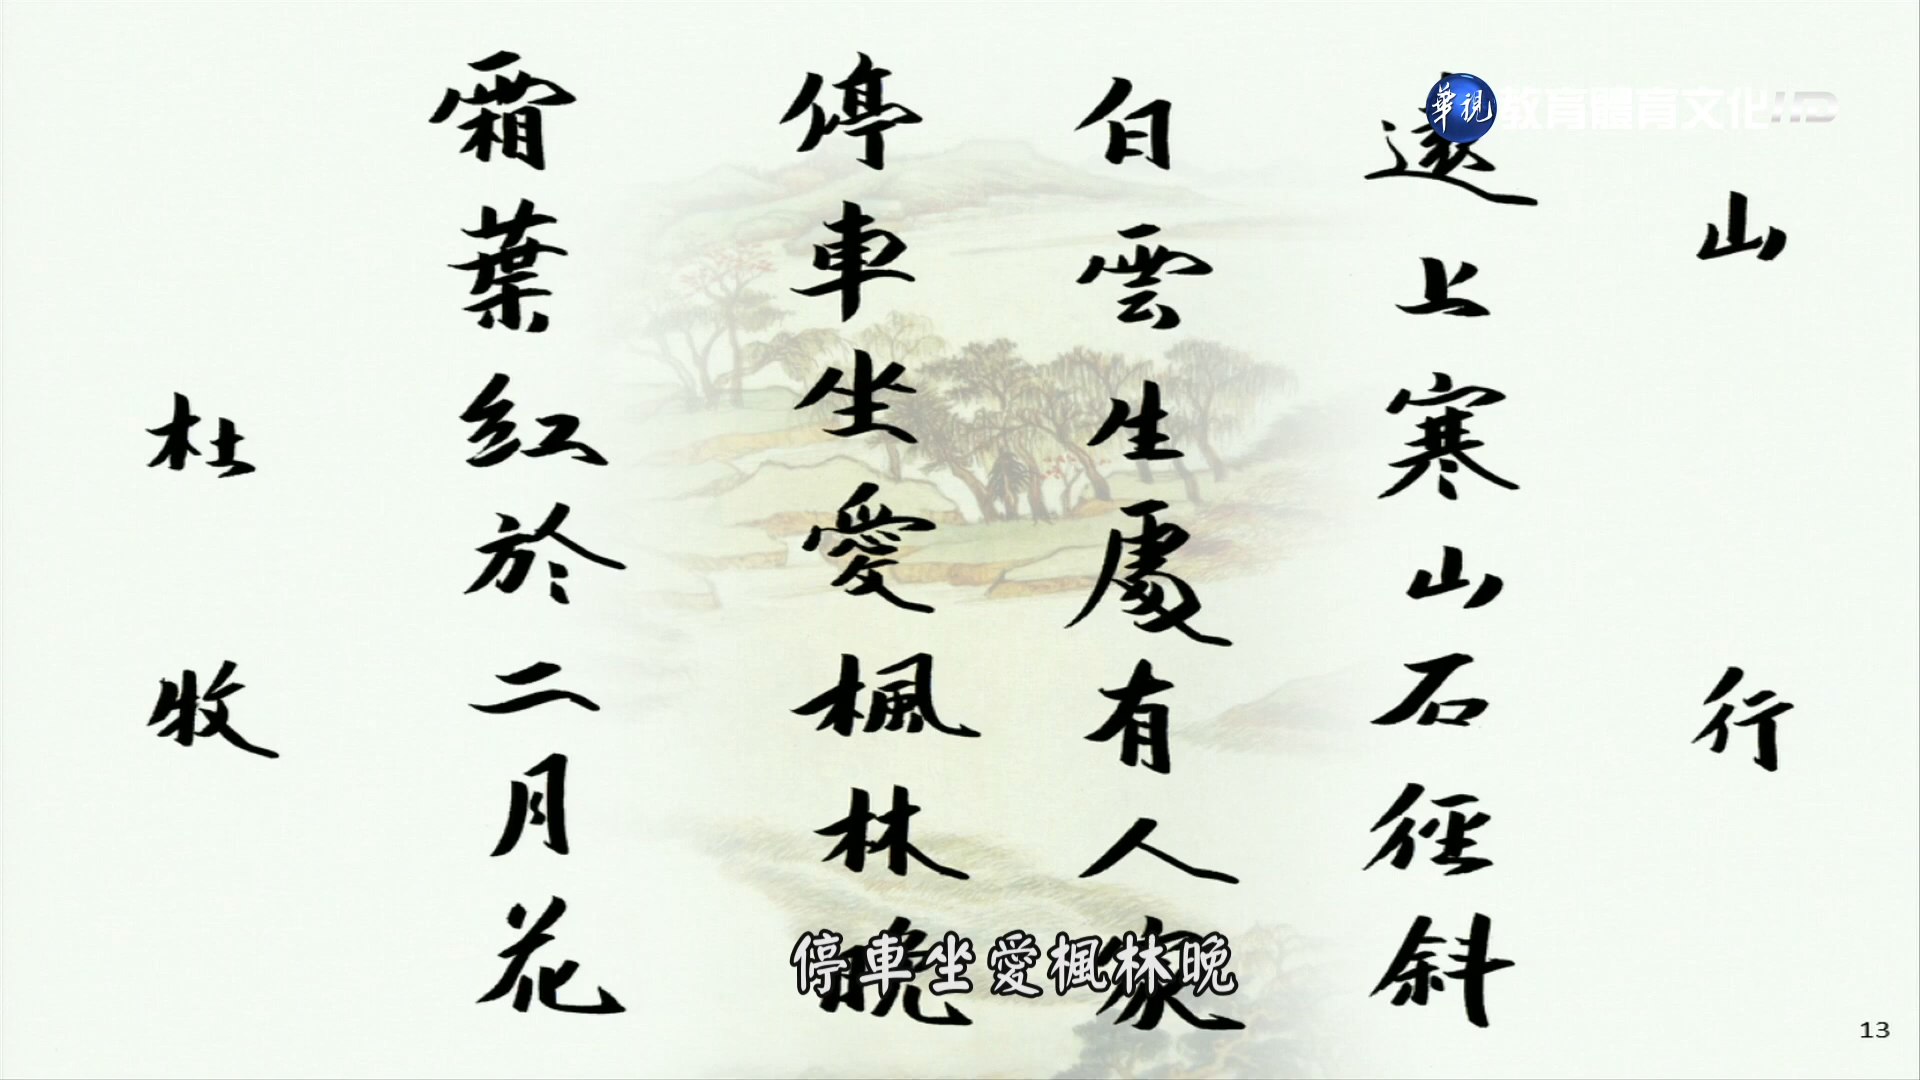 山行
遠上寒山石徑斜
白雲生處有人家
停車坐愛楓林晚
霜葉紅於二月花
杜牧
華視 教育體育文化HD
停車坐愛楓林晚
13